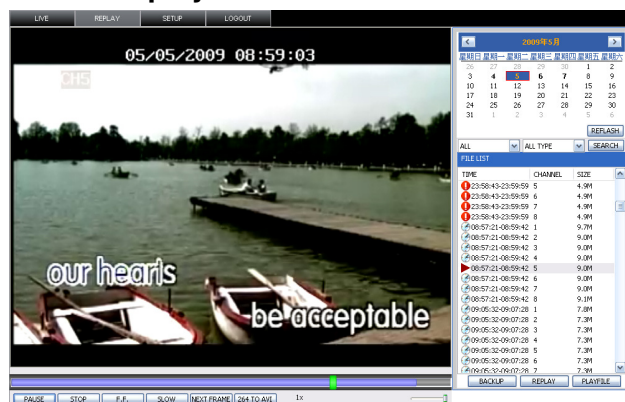 LIVE REPLAY SETUP LOGOUT
05/05/2009 08:59:03
CH5
our hearts
be acceptable
PAUSE STOP F.F. SLOW NEXT FRAME 264 TO AVI 1x
< 2009年5月 >
星期日 星期一 星期二 星期三 星期四 星期五 星期六
26 27 28 29 30 1 2
3 4 5 6 7 8 9
10 11 12 13 14 15 16
17 18 19 20 21 22 23
24 25 26 27 28 29 30
31 1 2 3 4 5 6
REFLASH
ALL ALL TYPE SEARCH
FILE LIST
TIME CHANNEL SIZE
23:58:43-23:59:59 5 4.9M
23:58:43-23:59:59 6 4.9M
23:58:43-23:59:59 7 4.9M
23:58:43-23:59:59 8 4.9M
08:57:21-08:59:42 1 9.7M
08:57:21-08:59:42 2 9.0M
08:57:21-08:59:42 3 9.0M
08:57:21-08:59:42 4 9.0M
08:57:21-08:59:42 5 9.0M
08:57:21-08:59:42 6 9.0M
08:57:21-08:59:42 7 9.0M
08:57:21-08:59:42 8 9.1M
09:05:32-09:07:28 1 7.8M
09:05:32-09:07:28 2 7.3M
09:05:32-09:07:28 3 7.3M
09:05:32-09:07:28 4 7.3M
09:05:32-09:07:28 5 7.3M
09:05:32-09:07:28 6 7.3M
09:05:32-09:07:28 7 7.3M
BACKUP REPLAY PLAYFILE